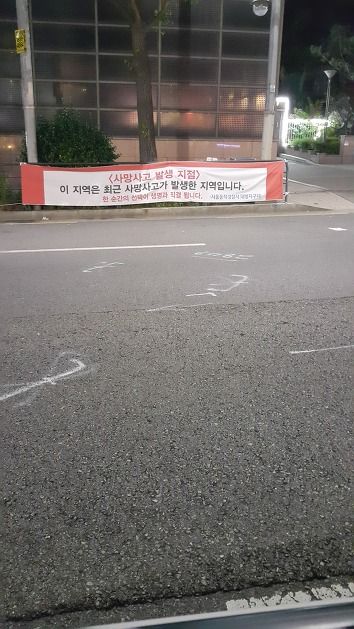 <사망사고 발생 지점>
이 지역은 최근 사망사고가 발생한 지역입니다.
한 순간의 선택이 생명과 직결 됩니다.